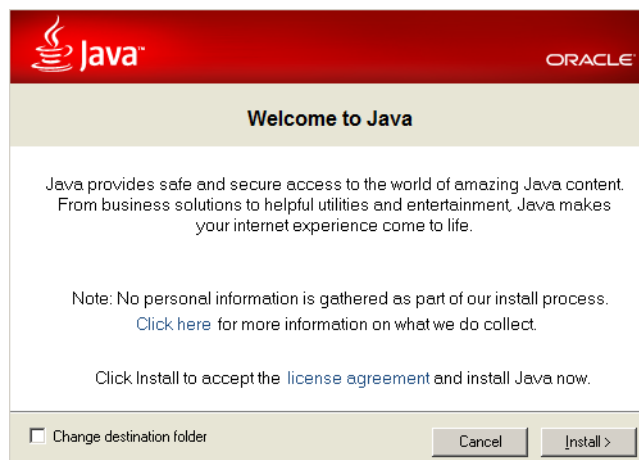 Java™
ORACLE
Welcome to Java
Java provides safe and secure access to the world of amazing Java content.
From business solutions to helpful utilities and entertainment, Java makes
your internet experience come to life.
Note: No personal information is gathered as part of our install process.
Click here for more information on what we do collect.
Click Install to accept the license agreement and install Java now.
Change destination folder
Cancel
Install >